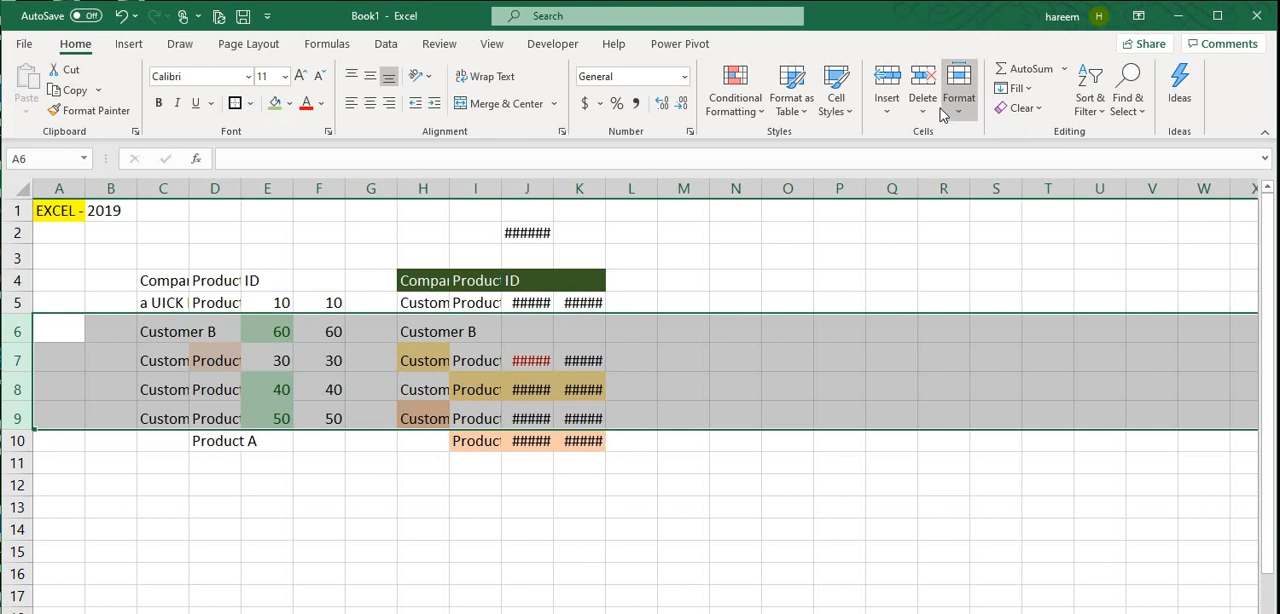 AutoSave Off Book1 - Excel Search hareem H
File Home Insert Draw Page Layout Formulas Data Review View Developer Help Power Pivot Share Comments
Paste Cut Copy Format Painter
Clipboard
Calibri 11 A A
B I U A
Font
ab Wrap Text
Merge & Center
Alignment
General
$ % , .00
Number
Conditional Formatting Format as Table Cell Styles
Styles
Insert Delete Format
Cells
AutoSum Fill Clear Sort & Filter Find & Select
Editing
Ideas
Ideas
A6 fx
A B C D E F G H I J K L M N O P Q R S T U V W X
1 EXCEL - 2019
2 ######
3
4 Compar Product ID Compar Product ID
5 a UICK Product 10 10 Custom Product ##### #####
6 Customer B 60 60 Customer B
7 Custom Product 30 30 Custom Product ##### #####
8 Custom Product 40 40 Custom Product ##### #####
9 Custom Product 50 50 Custom Product ##### #####
10 Product A Product ##### #####
11
12
13
14
15
16
17